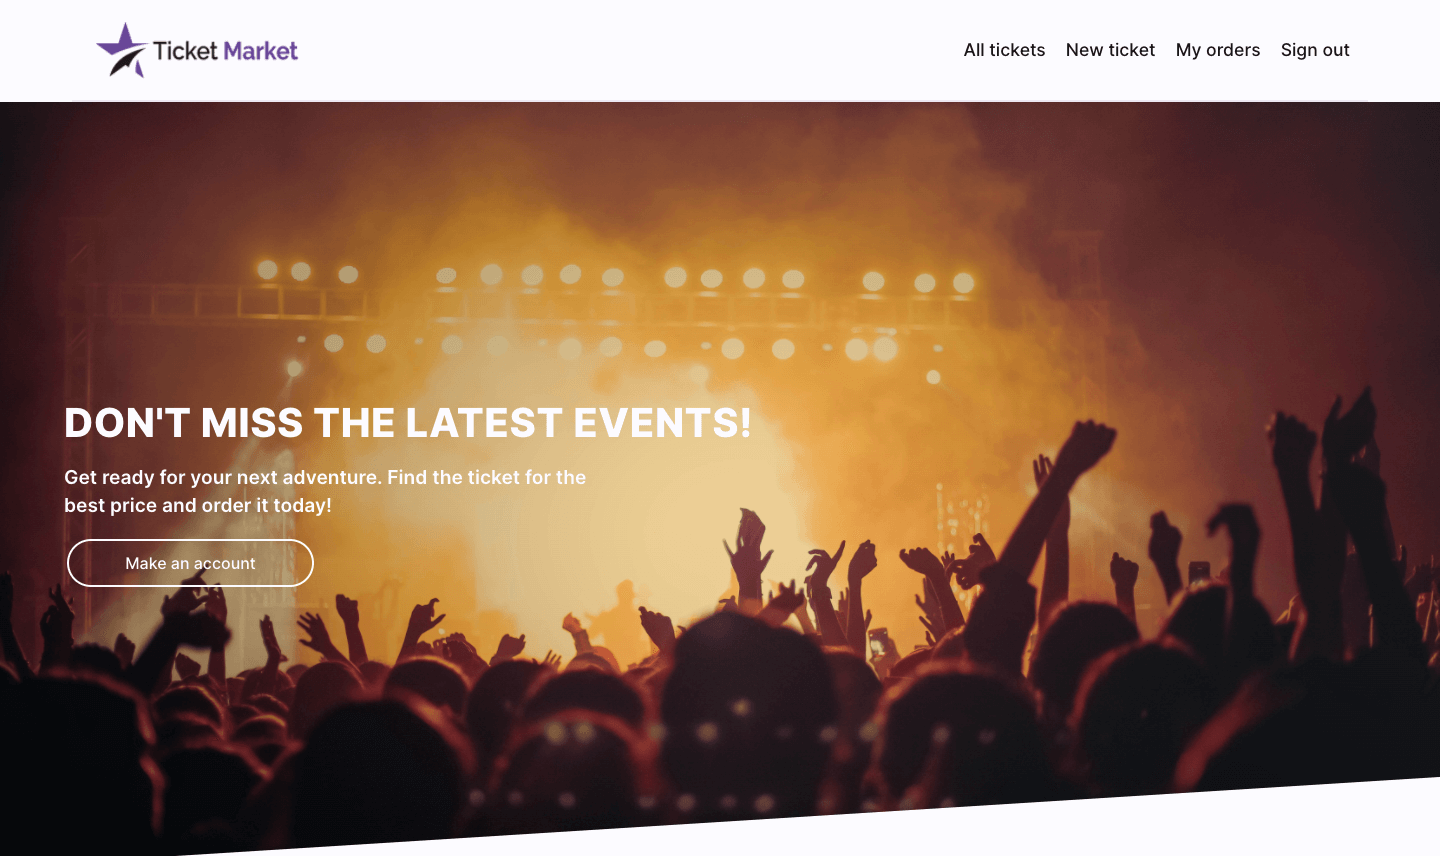 Ticket Market
All tickets New ticket My orders Sign out
DON'T MISS THE LATEST EVENTS!
Get ready for your next adventure. Find the ticket for the
best price and order it today!
Make an account